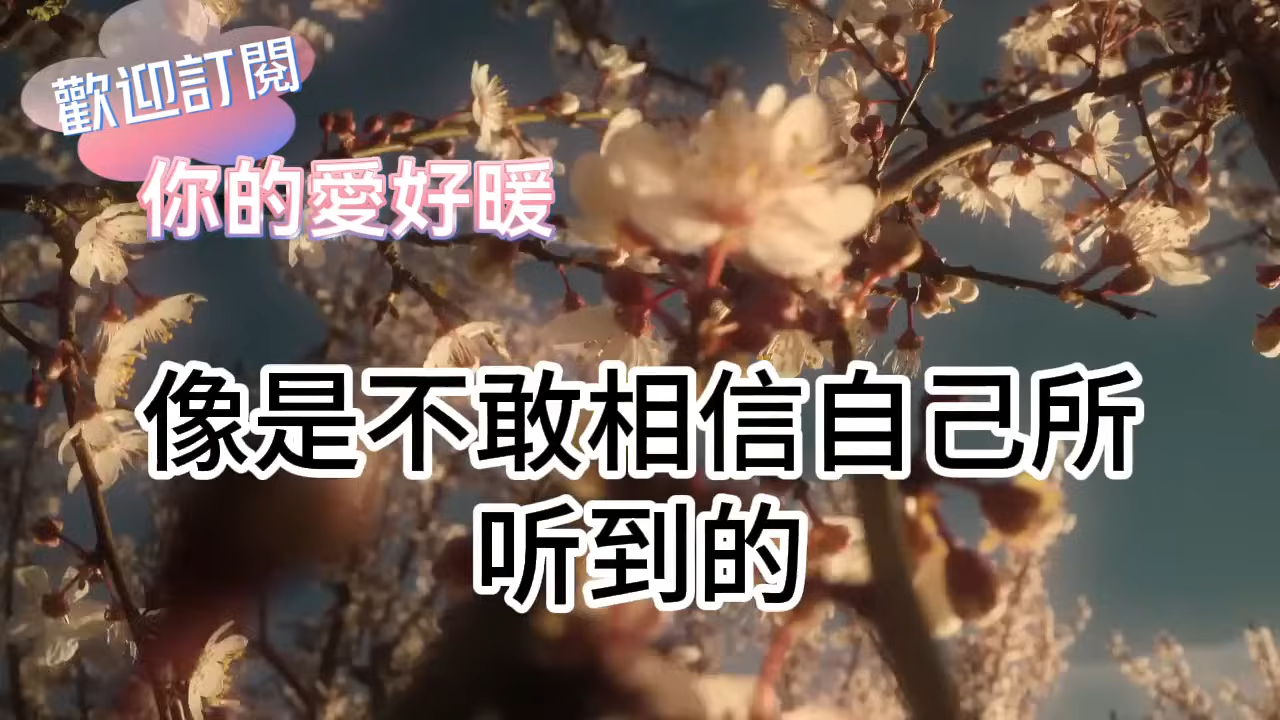 歡迎訂閱
你的愛好暖
像是不敢相信自己所
听到的